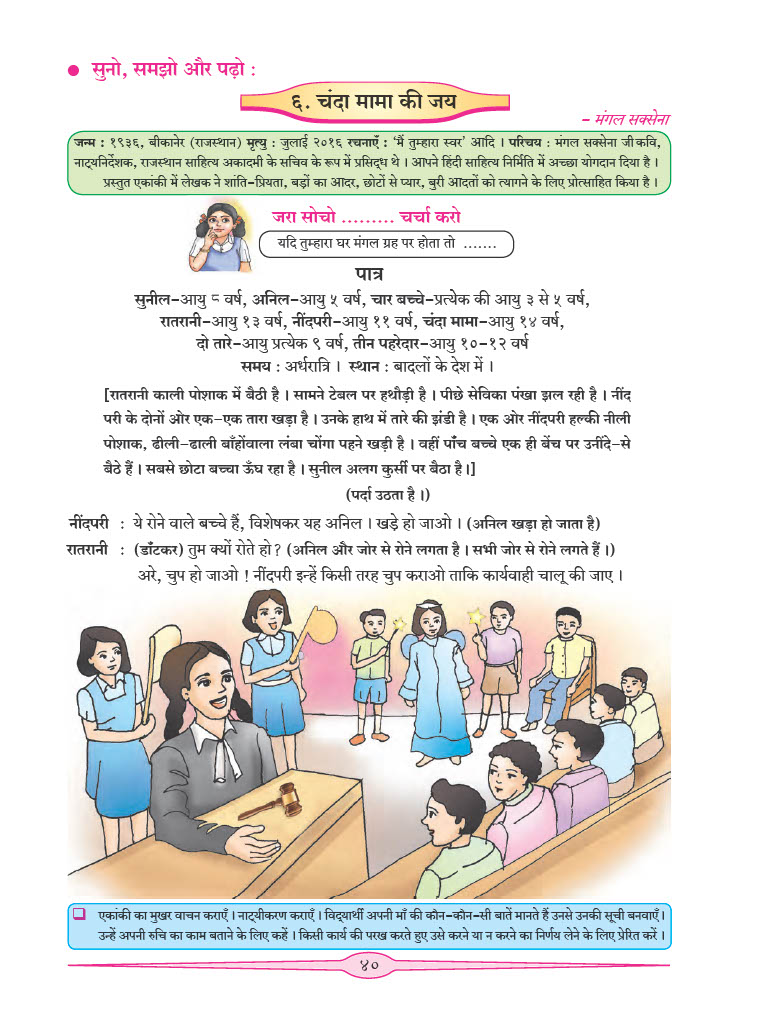 ● सुनो, समझो और पढ़ो :
६. चंदा मामा की जय
– मंगल सक्सेना
जन्म : १९३६, बीकानेर (राजस्थान) मृत्यु : जुलाई २०१६ रचनाएँ : ‘मैं तुम्हारा स्वर’ आदि । परिचय : मंगल सक्सेना जी कवि,
नाट्यनिर्देशक, राजस्थान साहित्य अकादमी के सचिव के रूप में प्रसिद्ध थे । आपने हिंदी साहित्य निर्मिति में अच्छा योगदान दिया है ।
प्रस्तुत एकांकी में लेखक ने शांति-प्रियता, बड़ों का आदर, छोटों से प्यार, बुरी आदतों को त्यागने के लिए प्रोत्साहित किया है ।
जरा सोचो ......... चर्चा करो
यदि तुम्हारा घर मंगल ग्रह पर होता तो .......
पात्र
सुनील-आयु ८ वर्ष, अनिल-आयु ५ वर्ष, चार बच्चे-प्रत्येक की आयु ३ से ५ वर्ष,
रातरानी-आयु १३ वर्ष, नींदपरी-आयु ११ वर्ष, चंदा मामा-आयु १४ वर्ष,
दो तारे-आयु प्रत्येक ९ वर्ष, तीन पहरेदार-आयु १०-१२ वर्ष
समय : अर्धरात्रि । स्थान : बादलों के देश में ।
[रातरानी काली पोशाक में बैठी है । सामने टेबल पर हथौड़ी है । पीछे सेविका पंखा झल रही है । नींद
परी के दोनों ओर एक-एक तारा खड़ा है । उनके हाथ में तारे की झंडी है । एक ओर नींदपरी हल्की नीली
पोशाक, ढीली-ढाली बाँहोंवाला लंबा चोंगा पहने खड़ी है । वहीं पाँच बच्चे एक ही बेंच पर उनींदे-से
बैठे हैं । सबसे छोटा बच्चा ऊँघ रहा है । सुनील अलग कुर्सी पर बैठा है।]
(पर्दा उठता है ।)
नींदपरी : ये रोने वाले बच्चे हैं, विशेषकर यह अनिल । खड़े हो जाओ । (अनिल खड़ा हो जाता है)
रातरानी : (डाँटकर) तुम क्यों रोते हो? (अनिल और जोर से रोने लगता है । सभी जोर से रोने लगते हैं ।)
अरे, चुप हो जाओ ! नींदपरी इन्हें किसी तरह चुप कराओ ताकि कार्यवाही चालू की जाए ।
❑ एकांकी का मुखर वाचन कराएँ । नाट्यीकरण कराएँ । विद्यार्थी अपनी माँ की कौन-कौन-सी बातें मानते हैं उनसे उनकी सूची बनवाएँ ।
उन्हें अपनी रुचि का काम बताने के लिए कहें । किसी कार्य की परख करते हुए उसे करने या न करने का निर्णय लेने के लिए प्रेरित करें ।
४०